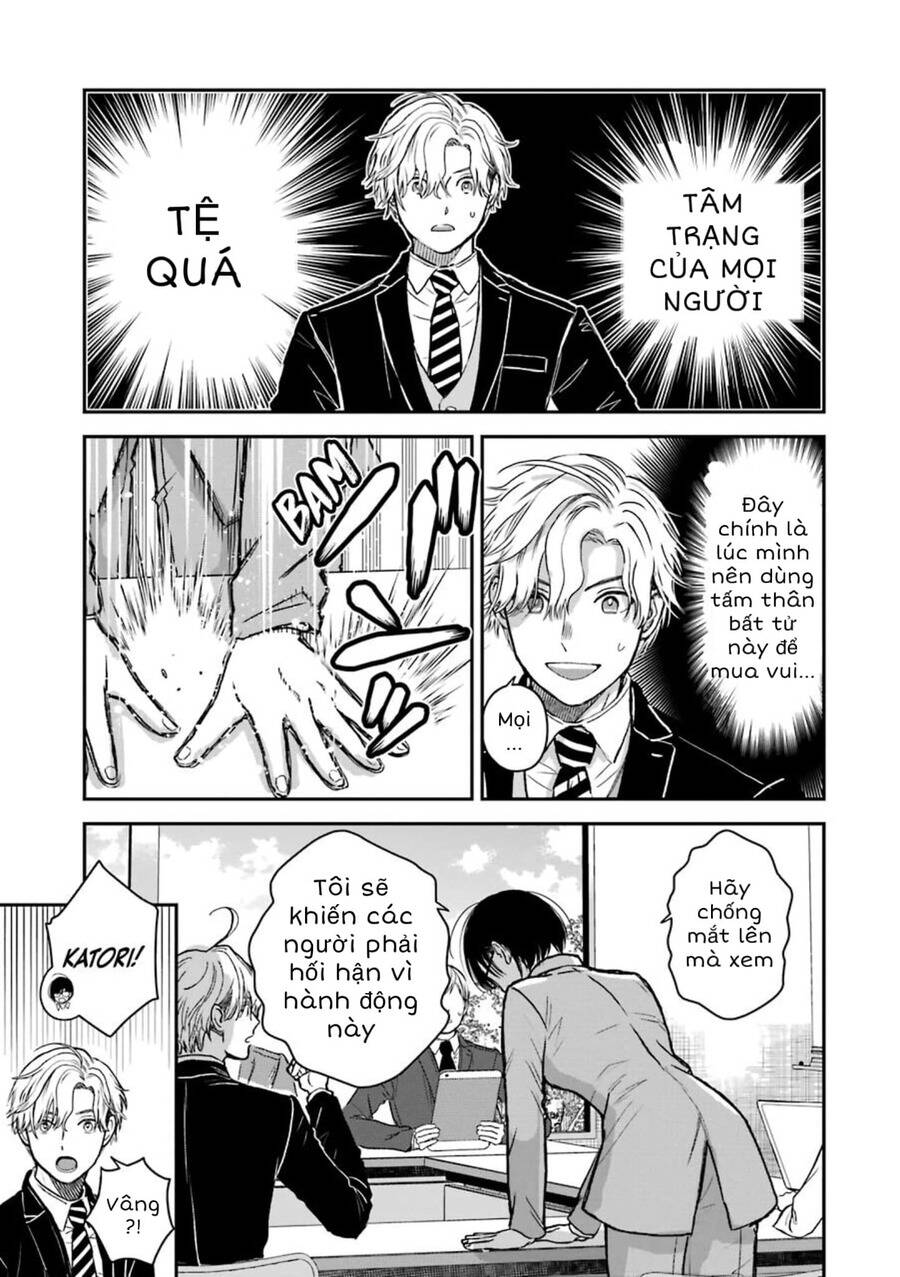 TÂM
TRẠNG
CỦA MỌI
NGƯỜI
TỆ
QUÁ
Đây
chính là
lúc mình
nên dùng
tấm thân
bất tử
này để
mua vui...
Mọi
...
BAM
Hãy
chống
mắt lên
mà xem
Tôi sẽ
khiến các
người phải
hối hận vì
hành động
này
KATORI!
Vâng
?!